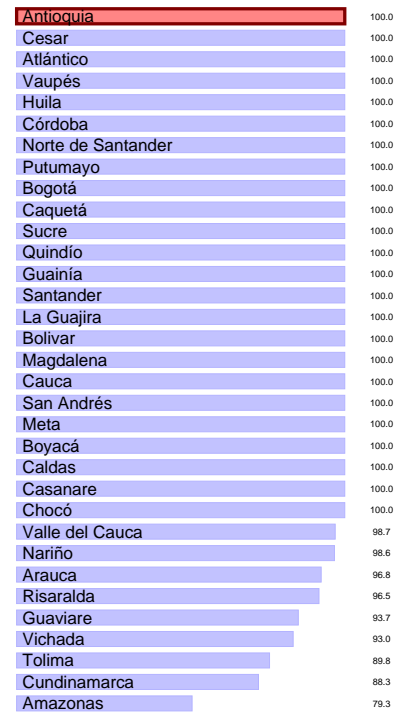 Antioquia 100.0
Cesar 100.0
Atlántico 100.0
Vaupés 100.0
Huila 100.0
Córdoba 100.0
Norte de Santander 100.0
Putumayo 100.0
Bogotá 100.0
Caquetá 100.0
Sucre 100.0
Quindío 100.0
Guainía 100.0
Santander 100.0
La Guajira 100.0
Bolivar 100.0
Magdalena 100.0
Cauca 100.0
San Andrés 100.0
Meta 100.0
Boyacá 100.0
Caldas 100.0
Casanare 100.0
Chocó 100.0
Valle del Cauca 98.7
Nariño 98.6
Arauca 96.8
Risaralda 96.5
Guaviare 93.7
Vichada 93.0
Tolima 89.8
Cundinamarca 88.3
Amazonas 79.3